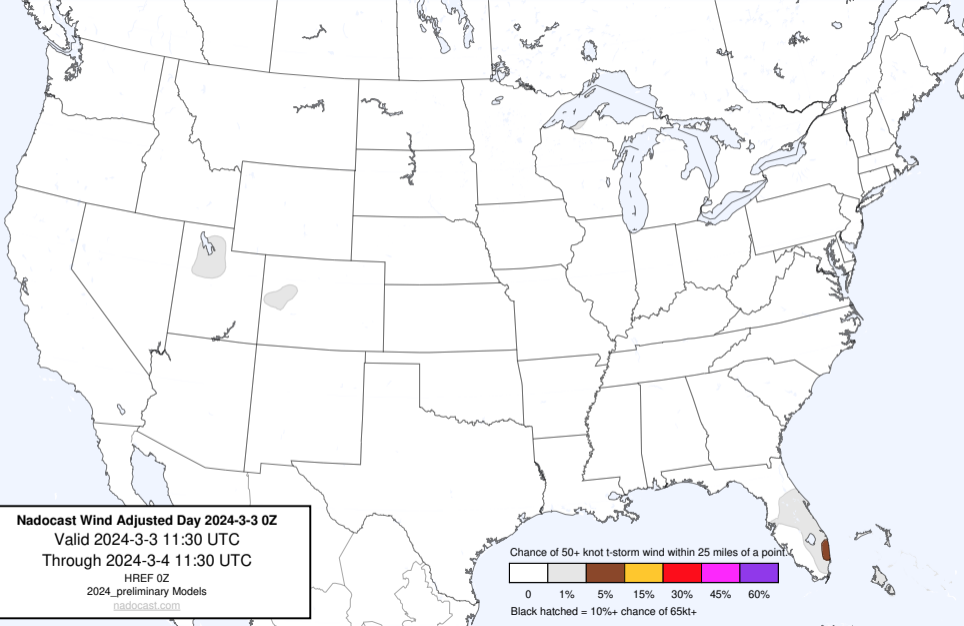 Nadocast Wind Adjusted Day 2024-3-3 0Z
Valid 2024-3-3 11:30 UTC
Through 2024-3-4 11:30 UTC
HREF 0Z
2024_preliminary Models
nadocast.com
Chance of 50+ knot t-storm wind within 25 miles of a point.
0 1% 5% 15% 30% 45% 60%
Black hatched = 10%+ chance of 65kt+